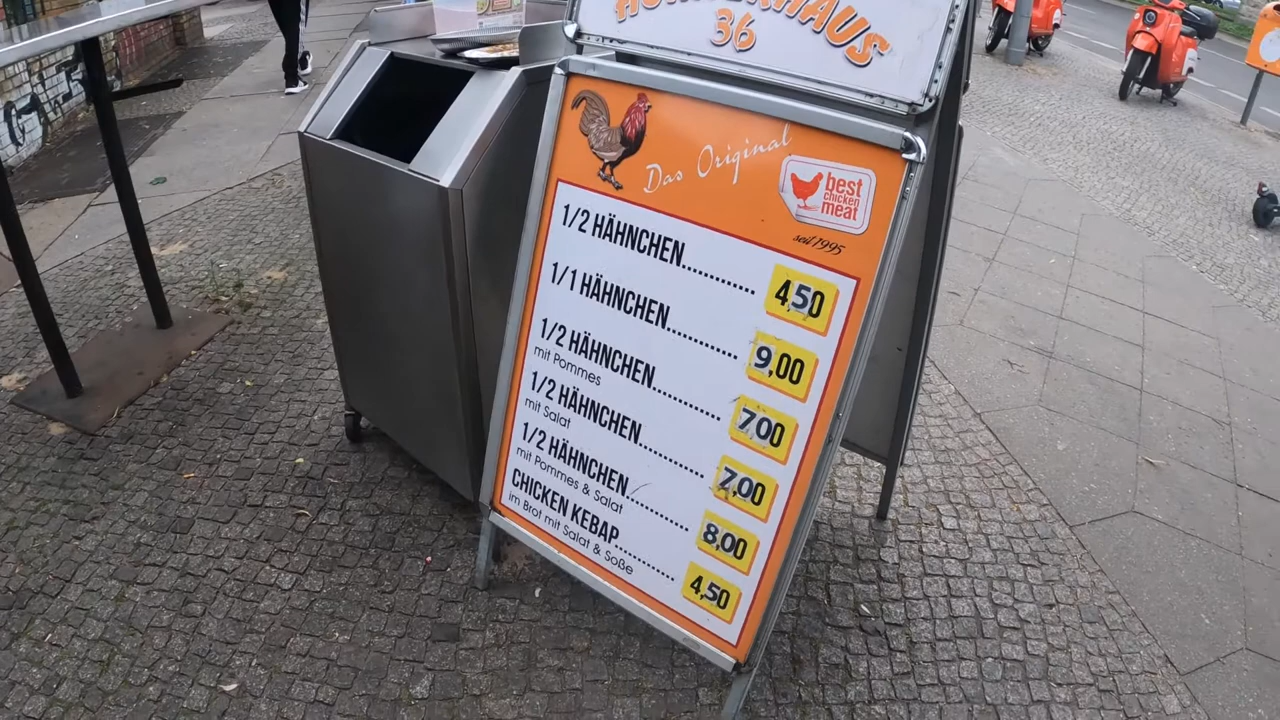 36
Das Original
best
chicken
meat
seit 1995
1/2 HÄHNCHEN.......... 4,50
1/1 HÄHNCHEN.......... 9,00
1/2 HÄHNCHEN.......... 7,00
mit Pommes
1/2 HÄHNCHEN.......... 7,00
mit Salat
1/2 HÄHNCHEN.......... 8,00
mit Pommes & Salat
CHICKEN KEBAP.......... 4,50
im Brot mit Salat & Soße